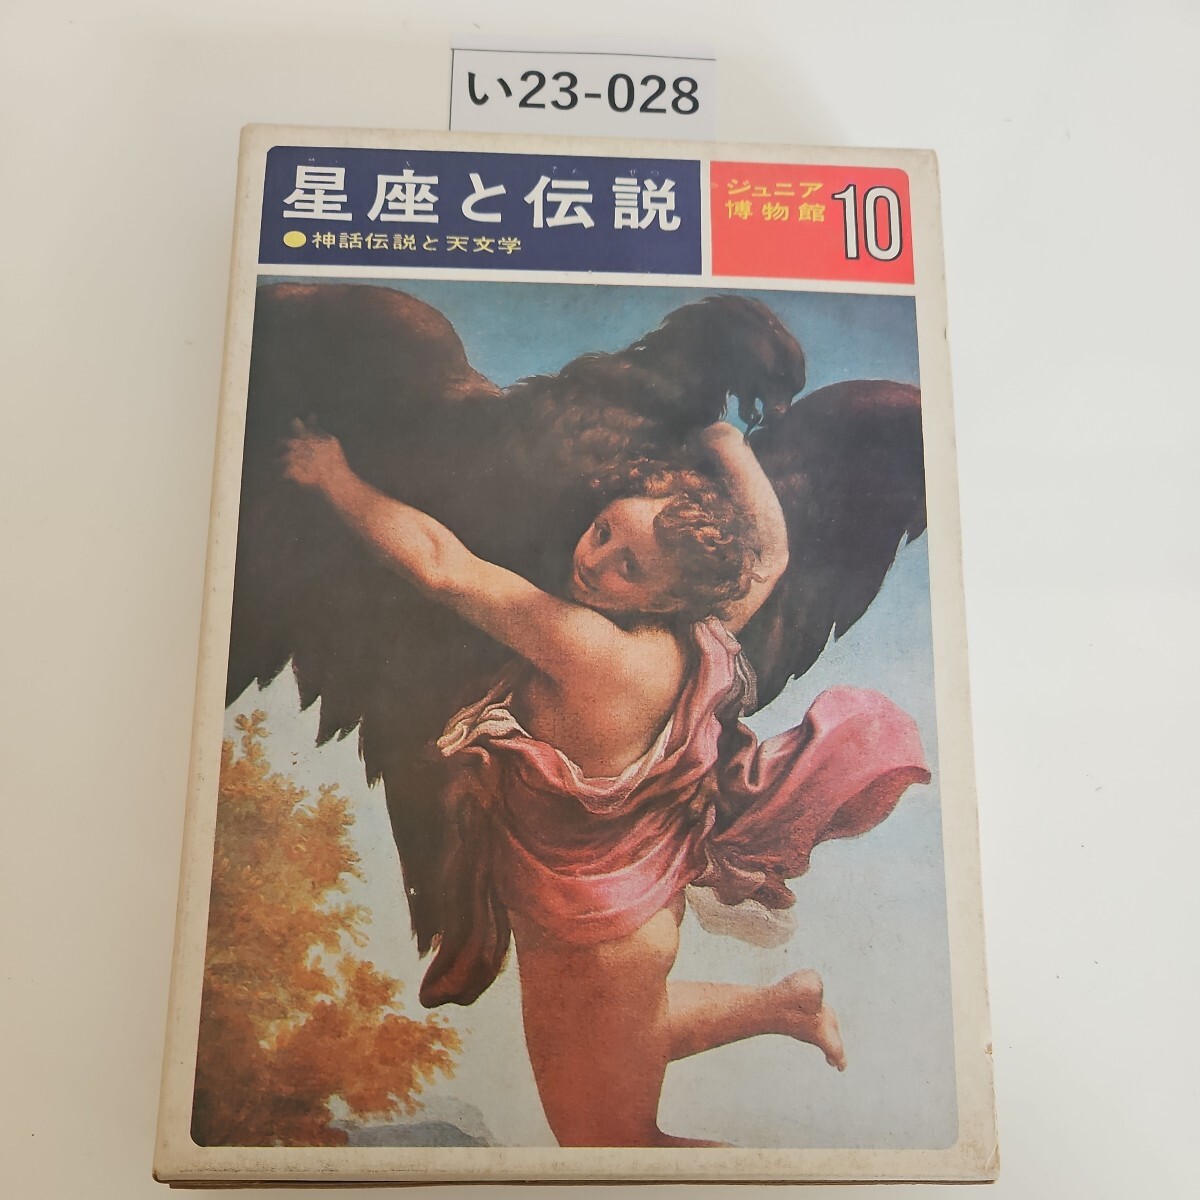 い23-028
星座と伝説
●神話伝説と天文学
ジュニア
博物館
10